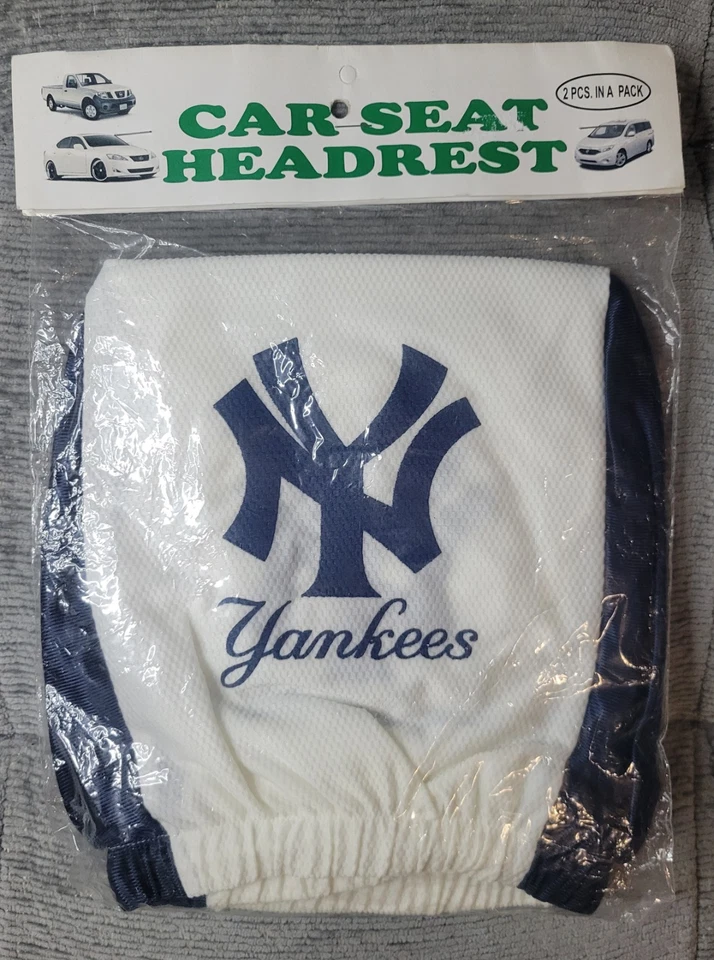 2 PCS. IN A PACK
CAR SEAT
HEADREST
NY
Yankees